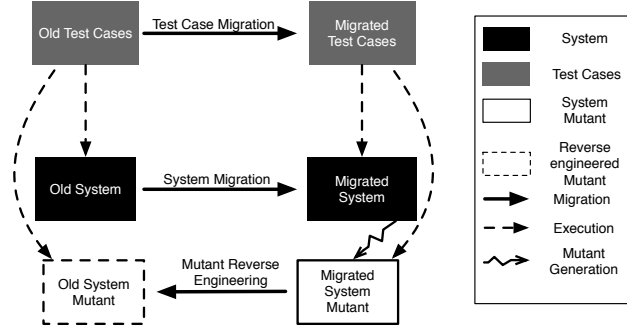 Old Test Cases
Test Case Migration
Migrated
Test Cases
Old System
System Migration
Migrated
System
Old System
Mutant
Mutant Reverse
Engineering
Migrated
System
Mutant
System
Test Cases
System
Mutant
Reverse
engineered
Mutant
Migration
Execution
Mutant
Generation